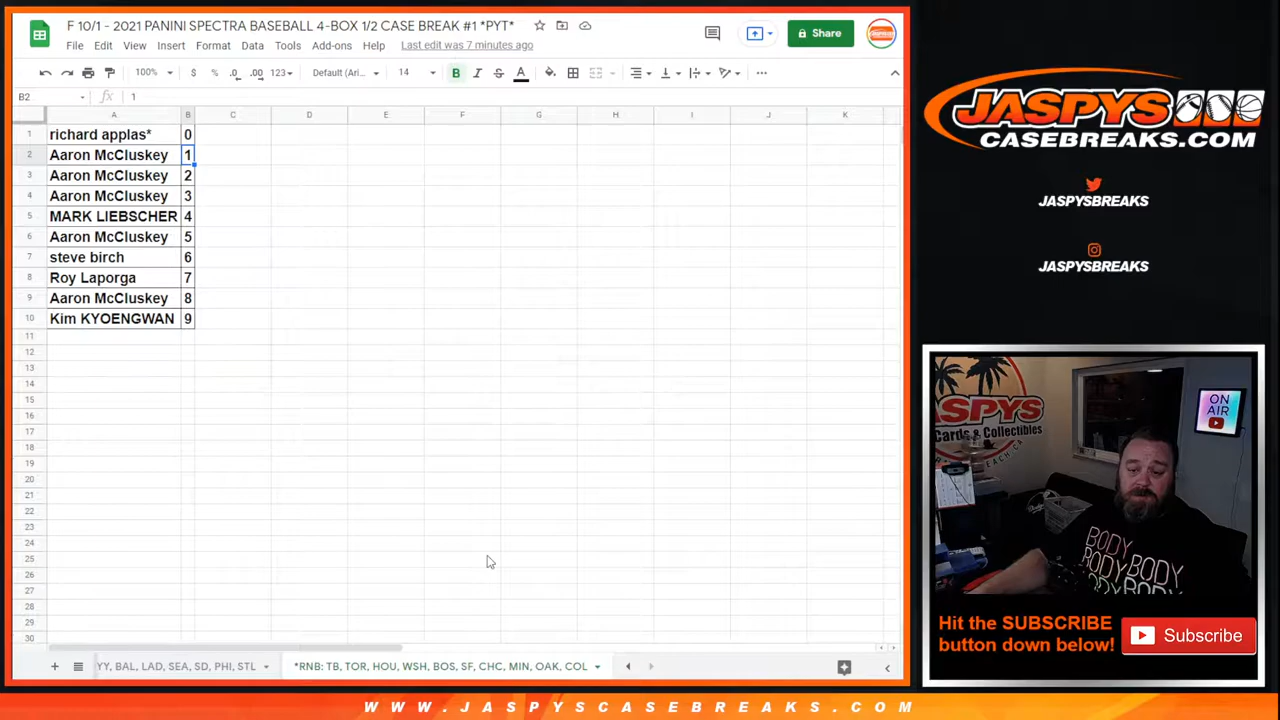 F 10/1 - 2021 PANINI SPECTRA BASEBALL 4-BOX 1/2 CASE BREAK #1 *PYT*
File Edit View Insert Format Data Tools Add-ons Help Last edit was 7 minutes ago
Share
100% $ % .0 .00 123 Default (Ari... 14 B I S A
B2 fx 1
A B C D E F G H I J K
1 richard applas* 0
2 Aaron McCluskey 1
3 Aaron McCluskey 2
4 Aaron McCluskey 3
5 MARK LIEBSCHER 4
6 Aaron McCluskey 5
7 steve birch 6
8 Roy Laporga 7
9 Aaron McCluskey 8
10 Kim KYOENGWAN 9
11
12
13
14
15
16
17
18
19
20
21
22
23
24
25
26
27
28
29
30
YY, BAL, LAD, SEA, SD, PHI, STL
*RNB: TB, TOR, HOU, WSH, BOS, SF, CHC, MIN, OAK, COL
JASPYS
CASEBREAKS.COM
JASPYSBREAKS
JASPYSBREAKS
ASPYS
Cards & Collectibles
ON
AIR
BODY
BODY BODY
Hit the SUBSCRIBE
button down below!
Subscribe
WWW.JASPYSCASEBREAKS.COM